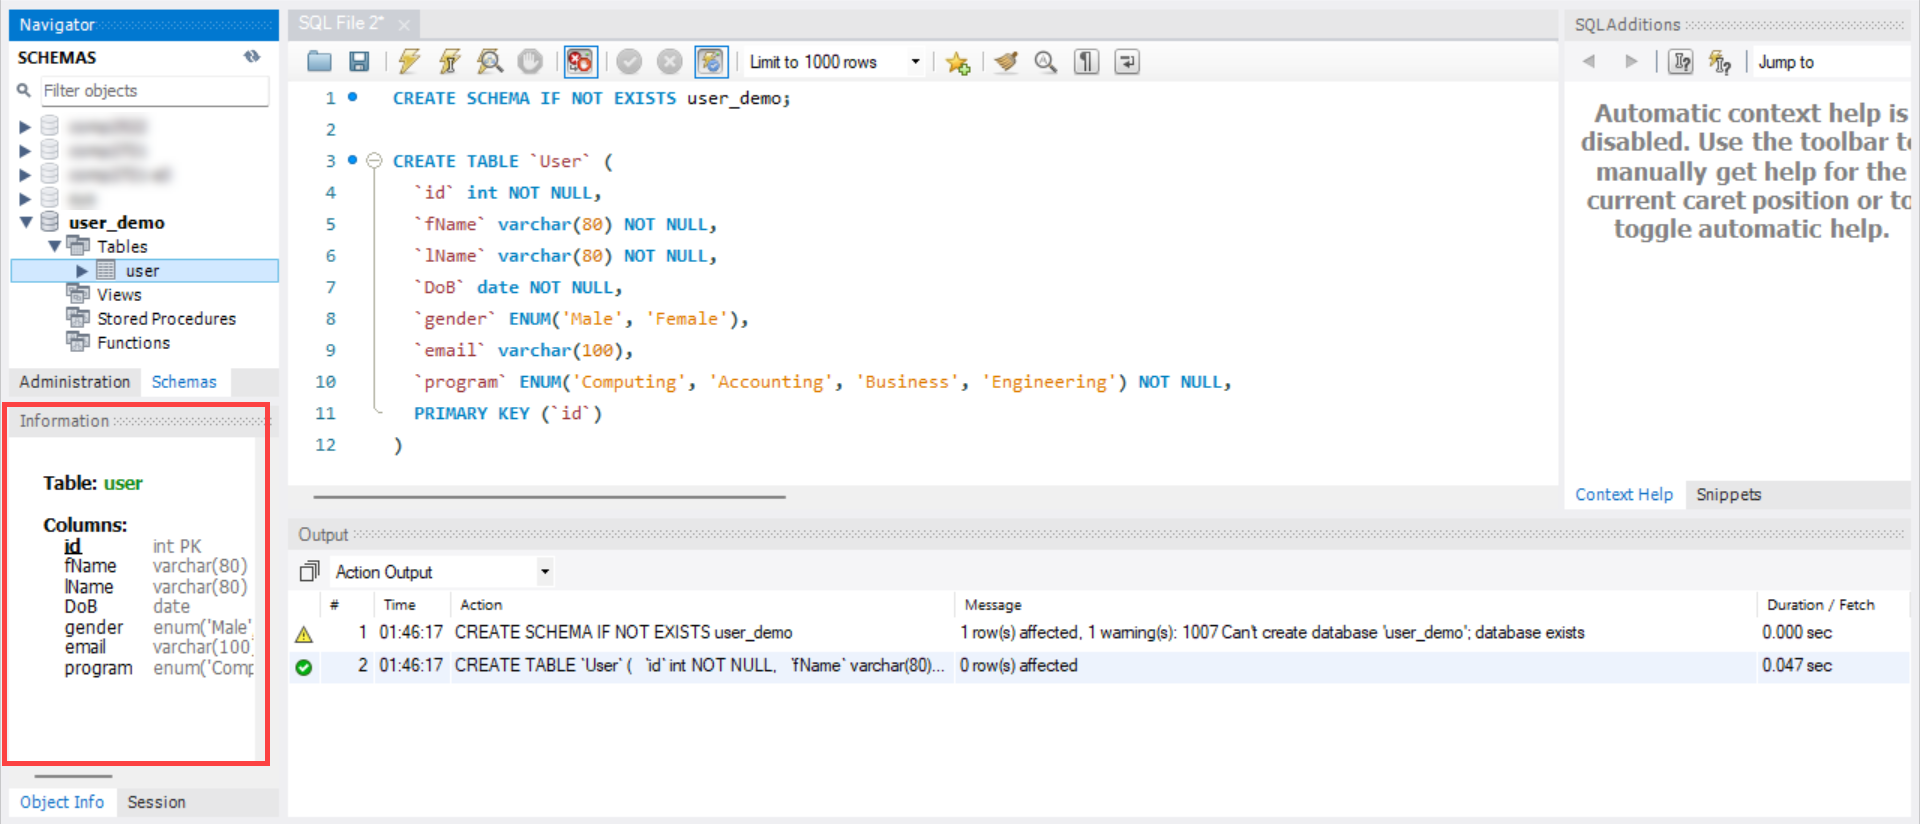 Navigator
SCHEMAS
Filter objects
user_demo
Tables
user
Views
Stored Procedures
Functions
Administration Schemas
Information
Table: user
Columns:
id int PK
fName varchar(80)
lName varchar(80)
DoB date
gender enum('Male',
email varchar(100)
program enum('Comp
Object Info Session
SQL File 2*
Limit to 1000 rows
1 CREATE SCHEMA IF NOT EXISTS user_demo;
2
3 CREATE TABLE `User` (
4 `id` int NOT NULL,
5 `fName` varchar(80) NOT NULL,
6 `lName` varchar(80) NOT NULL,
7 `DoB` date NOT NULL,
8 `gender` ENUM('Male', 'Female'),
9 `email` varchar(100),
10 `program` ENUM('Computing', 'Accounting', 'Business', 'Engineering') NOT NULL,
11 PRIMARY KEY (`id`)
12 )
Output
Action Output
# Time Action Message Duration / Fetch
1 01:46:17 CREATE SCHEMA IF NOT EXISTS user_demo 1 row(s) affected, 1 warning(s): 1007 Can't create database 'user_demo'; database exists 0.000 sec
2 01:46:17 CREATE TABLE `User` ( `id` int NOT NULL, `fName` varchar(80)... 0 row(s) affected 0.047 sec
SQLAdditions
Jump to
Automatic context help is
disabled. Use the toolbar to
manually get help for the
current caret position or to
toggle automatic help.
Context Help Snippets